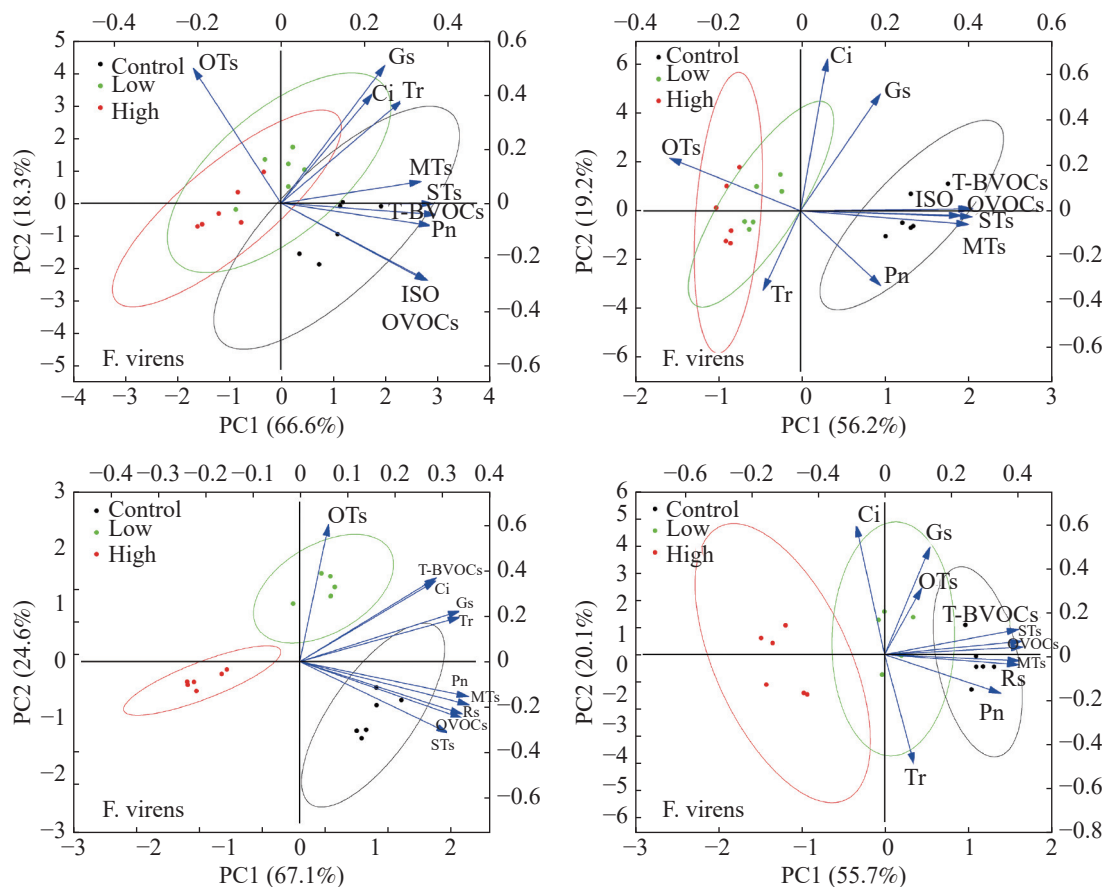 −0.4 −0.2 0 0.2 0.4
5 4 3 2 1 0 −1 −2 −3 −4 −5
PC2 (18.3%)
Control
Low
High
OTs
Gs
Ci
Tr
MTs
STs
T-BVOCs
Pn
ISO
OVOCs
F. virens
0.6 0.4 0.2 0 −0.2 −0.4 −0.6
−4 −3 −2 −1 0 1 2 3 4
PC1 (66.6%)
−0.4 −0.2 0 0.2 0.4 0.6
6 4 2 0 −2 −4 −6
PC2 (19.2%)
Control
Low
High
Ci
Gs
OTs
T-BVOCs
ISO
OVOCs
STs
MTs
Pn
Tr
F. virens
0.6 0.4 0.2 0 −0.2 −0.4 −0.6
−2 −1 0 1 2 3
PC1 (56.2%)
−0.4 −0.3 −0.2 −0.1 0 0.1 0.2 0.3 0.4
3 2 1 0 −1 −2 −3
PC2 (24.6%)
Control
Low
High
OTs
T-BVOCs
Ci
Gs
Tr
Pn
MTs
Rs
OVOCs
STs
F. virens
0.6 0.4 0.2 0 −0.2 −0.4 −0.6
−2 −1 0 1 2
PC1 (67.1%)
−0.6 −0.2 −0.4 0 0.2 0.4
6 5 4 3 2 1 0 −1 −2 −3 −4 −5 −6
PC2 (20.1%)
Control
Low
High
Ci
Gs
OTs
T-BVOCs
STs
VOCs
MTs
Rs
Pn
Tr
F. virens
0.8 0.6 0.4 0.2 0 −0.2 −0.4 −0.6 −0.8
−3 −2 −1 0 1 2
PC1 (55.7%)